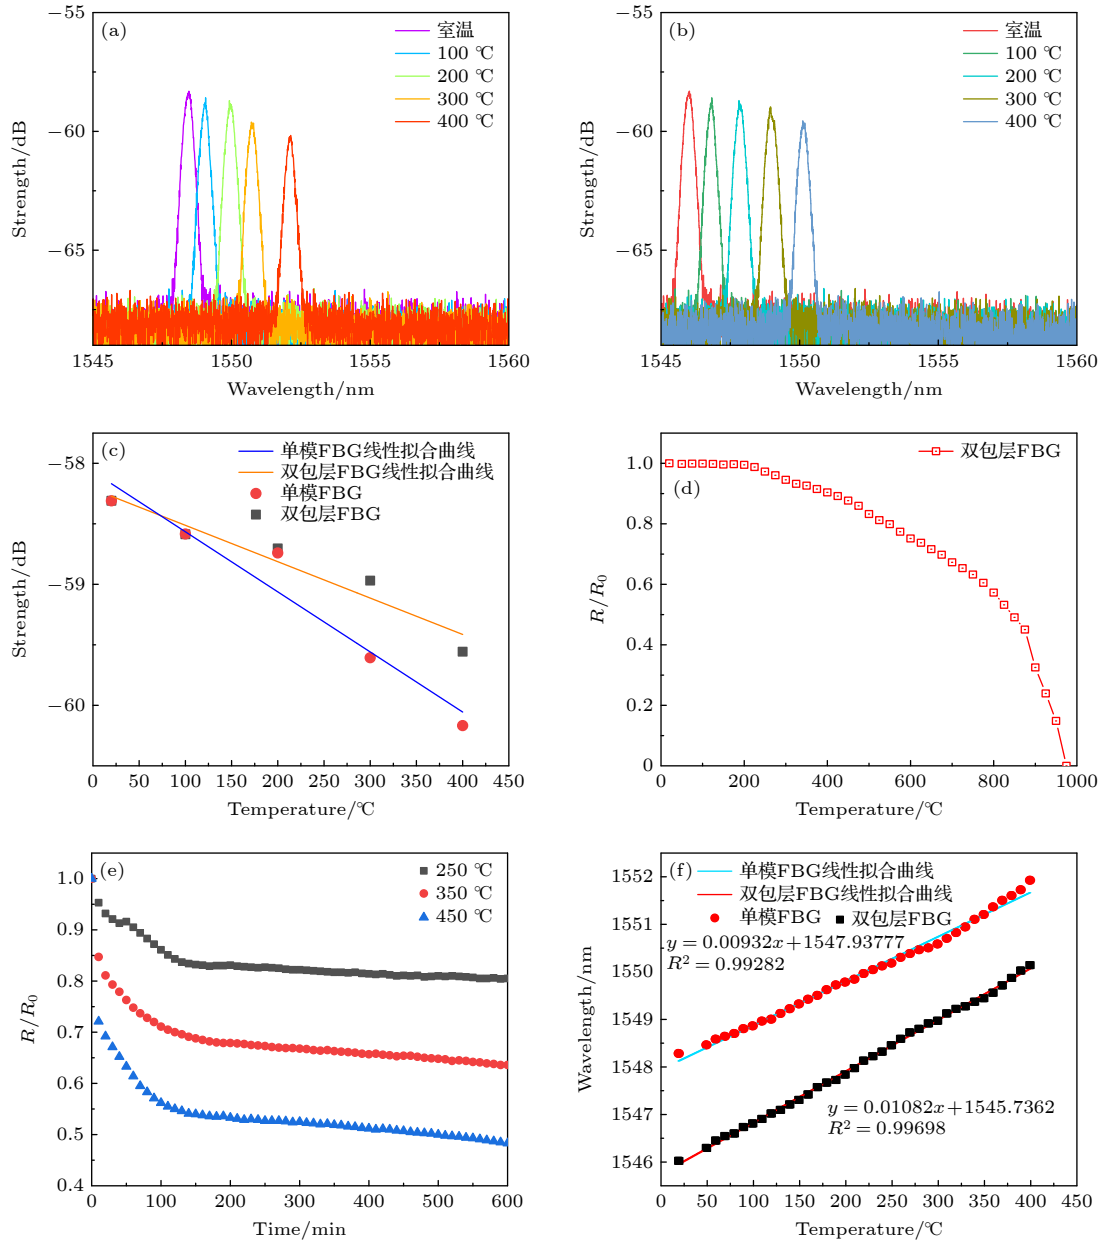 (a)
室温
100 ℃
200 ℃
300 ℃
400 ℃
−55
−60
−65
Strength/dB
1545
1550
1555
1560
Wavelength/nm
(b)
室温
100 ℃
200 ℃
300 ℃
400 ℃
−55
−60
−65
Strength/dB
1545
1550
1555
1560
Wavelength/nm
(c)
单模FBG线性拟合曲线
双包层FBG线性拟合曲线
单模FBG
双包层FBG
−58
−59
−60
Strength/dB
0 50 100 150 200 250 300 350 400 450
Temperature/℃
(d)
双包层FBG
1.0
0.8
0.6
0.4
0.2
0
R/R0
0 200 400 600 800 1000
Temperature/℃
(e)
250 ℃
350 ℃
450 ℃
1.0
0.9
0.8
0.7
0.6
0.5
0.4
R/R0
0 100 200 300 400 500 600
Time/min
(f)
单模FBG线性拟合曲线
双包层FBG线性拟合曲线
单模FBG 双包层FBG
y = 0.00932x+1547.93777
R² = 0.99282
y = 0.01082x+1545.7362
R² = 0.99698
1552
1551
1550
1549
1548
1547
1546
Wavelength/nm
0 50 100 150 200 250 300 350 400 450
Temperature/℃